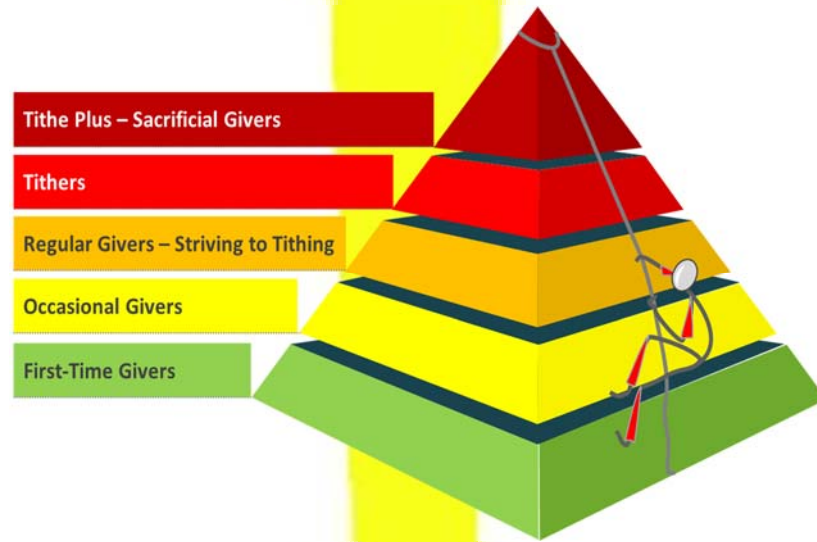 Tithe Plus – Sacrificial Givers
Tithers
Regular Givers – Striving to Tithing
Occasional Givers
First-Time Givers